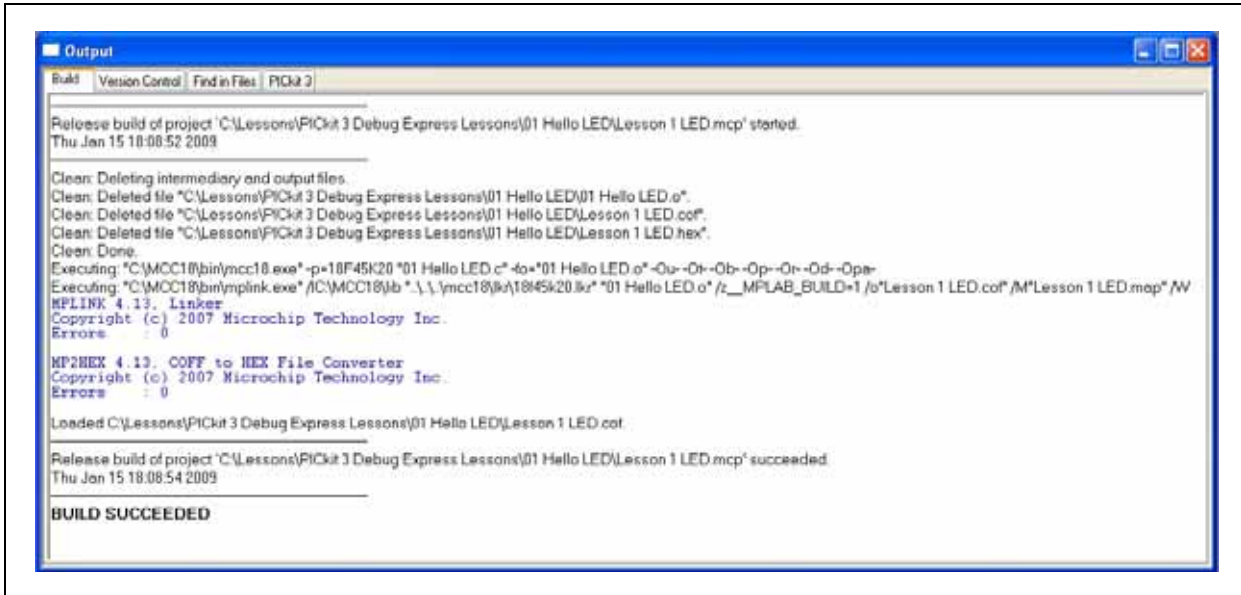 Output
Build Version Control Find in Files PICkit 3
Release build of project 'C:\Lessons\PICkit 3 Debug Express Lessons\01 Hello LED\Lesson 1 LED.mcp' started.
Thu Jan 15 18:08:52 2009
Clean: Deleting intermediary and output files.
Clean: Deleted file "C:\Lessons\PICkit 3 Debug Express Lessons\01 Hello LED\01 Hello LED.o".
Clean: Deleted file "C:\Lessons\PICkit 3 Debug Express Lessons\01 Hello LED\Lesson 1 LED.cof".
Clean: Deleted file "C:\Lessons\PICkit 3 Debug Express Lessons\01 Hello LED\Lesson 1 LED.hex".
Clean: Done.
Executing: "C:\MCC18\bin\mcc18.exe" -p=18F45K20 "01 Hello LED.c" -fo="01 Hello LED.o" -Ou- -Ot- -Ob- -Op- -Or- -Od- -Opa-
Executing: "C:\MCC18\bin\mplink.exe" /lC:\MCC18\lib "..\..\..\mcc18\lkr\18f45k20.lkr" "01 Hello LED.o" /z__MPLAB_BUILD=1 /o"Lesson 1 LED.cof" /M"Lesson 1 LED.map" /W
MPLINK 4.13, Linker
Copyright (c) 2007 Microchip Technology Inc.
Errors : 0
MP2HEX 4.13, COFF to HEX File Converter
Copyright (c) 2007 Microchip Technology Inc.
Errors : 0
Loaded C:\Lessons\PICkit 3 Debug Express Lessons\01 Hello LED\Lesson 1 LED.cof.
Release build of project 'C:\Lessons\PICkit 3 Debug Express Lessons\01 Hello LED\Lesson 1 LED.mcp' succeeded.
Thu Jan 15 18:08:54 2009
BUILD SUCCEEDED